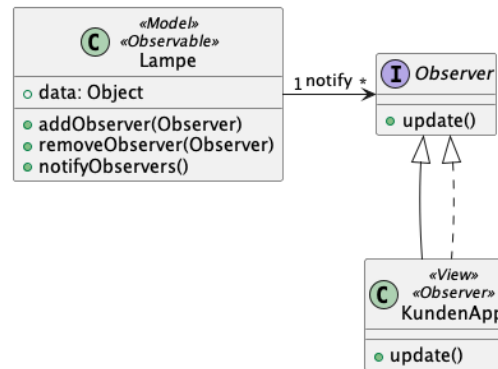 «Model»
«Observable»
C
Lampe
data: Object
addObserver(Observer)
removeObserver(Observer)
notifyObservers()
1 notify *
I Observer
update()
«View»
«Observer»
C
KundenApp
update()